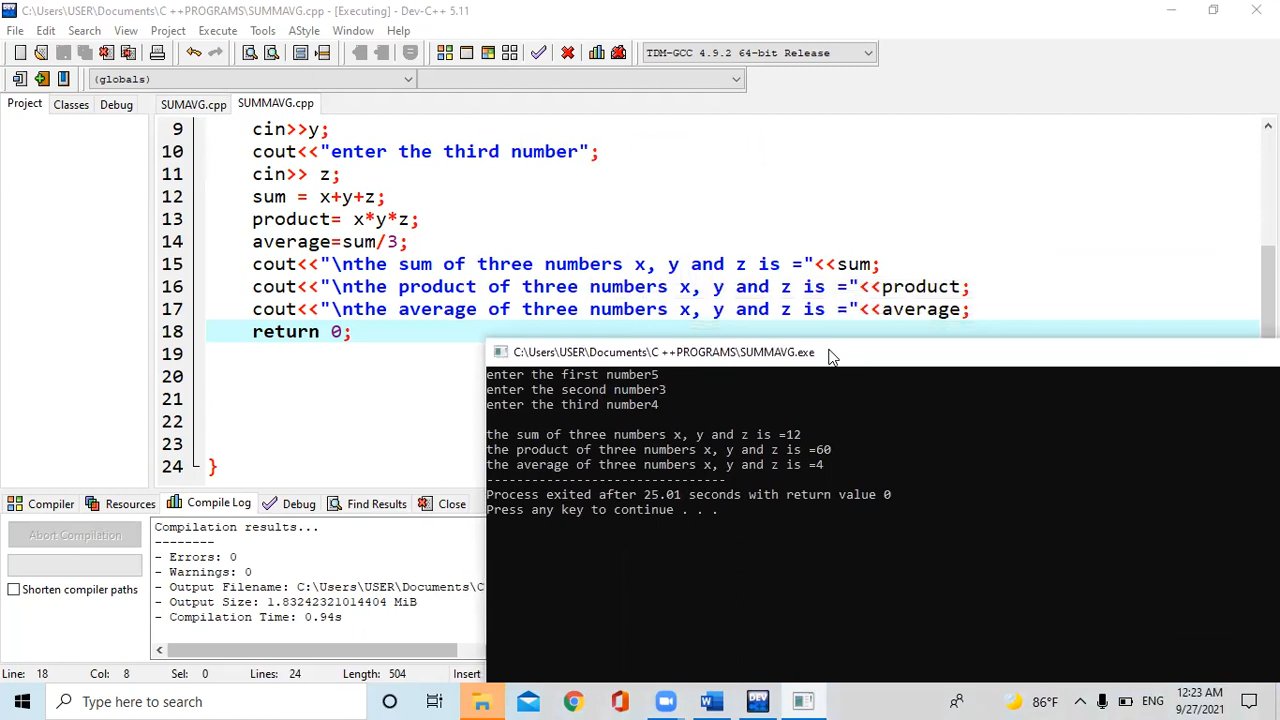 C:\Users\USER\Documents\C ++PROGRAMS\SUMMAVG.cpp - [Executing] - Dev-C++ 5.11
File Edit Search View Project Execute Tools AStyle Window Help
TDM-GCC 4.9.2 64-bit Release
(globals)
Project Classes Debug SUMAVG.cpp SUMMAVG.cpp
9 cin>>y;
10 cout<<"enter the third number";
11 cin>> z;
12 sum = x+y+z;
13 product= x*y*z;
14 average=sum/3;
15 cout<<"\nthe sum of three numbers x, y and z is ="<<sum;
16 cout<<"\nthe product of three numbers x, y and z is ="<<product;
17 cout<<"\nthe average of three numbers x, y and z is ="<<average;
18 return 0;
19
20
21
22
23
24 }
C:\Users\USER\Documents\C ++PROGRAMS\SUMMAVG.exe
enter the first number5
enter the second number3
enter the third number4
the sum of three numbers x, y and z is =12
the product of three numbers x, y and z is =60
the average of three numbers x, y and z is =4
--------------------------------
Process exited after 25.01 seconds with return value 0
Press any key to continue . . .
Compiler Resources Compile Log Debug Find Results Close
Abort Compilation
Shorten compiler paths
Compilation results...
--------
- Errors: 0
- Warnings: 0
- Output Filename: C:\Users\USER\Documents\C
- Output Size: 1.83242321014404 MiB
- Compilation Time: 0.94s
Line: 18 Col: 8 Sel: 0 Lines: 24 Length: 504 Insert
Type here to search
DEV
86°F ENG
12:23 AM
9/27/2021